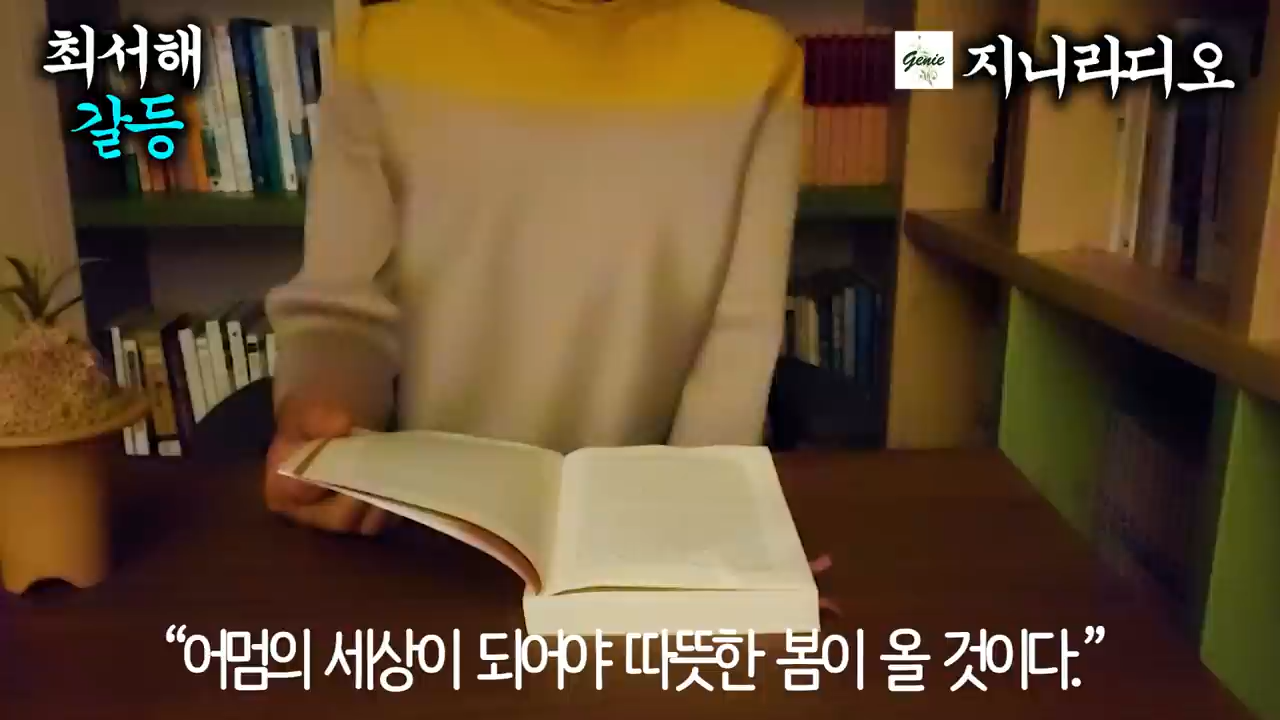 최서해
갈등
Genie
지니라디오
“어멈의 세상이 되어야 따뜻한 봄이 올 것이다.”